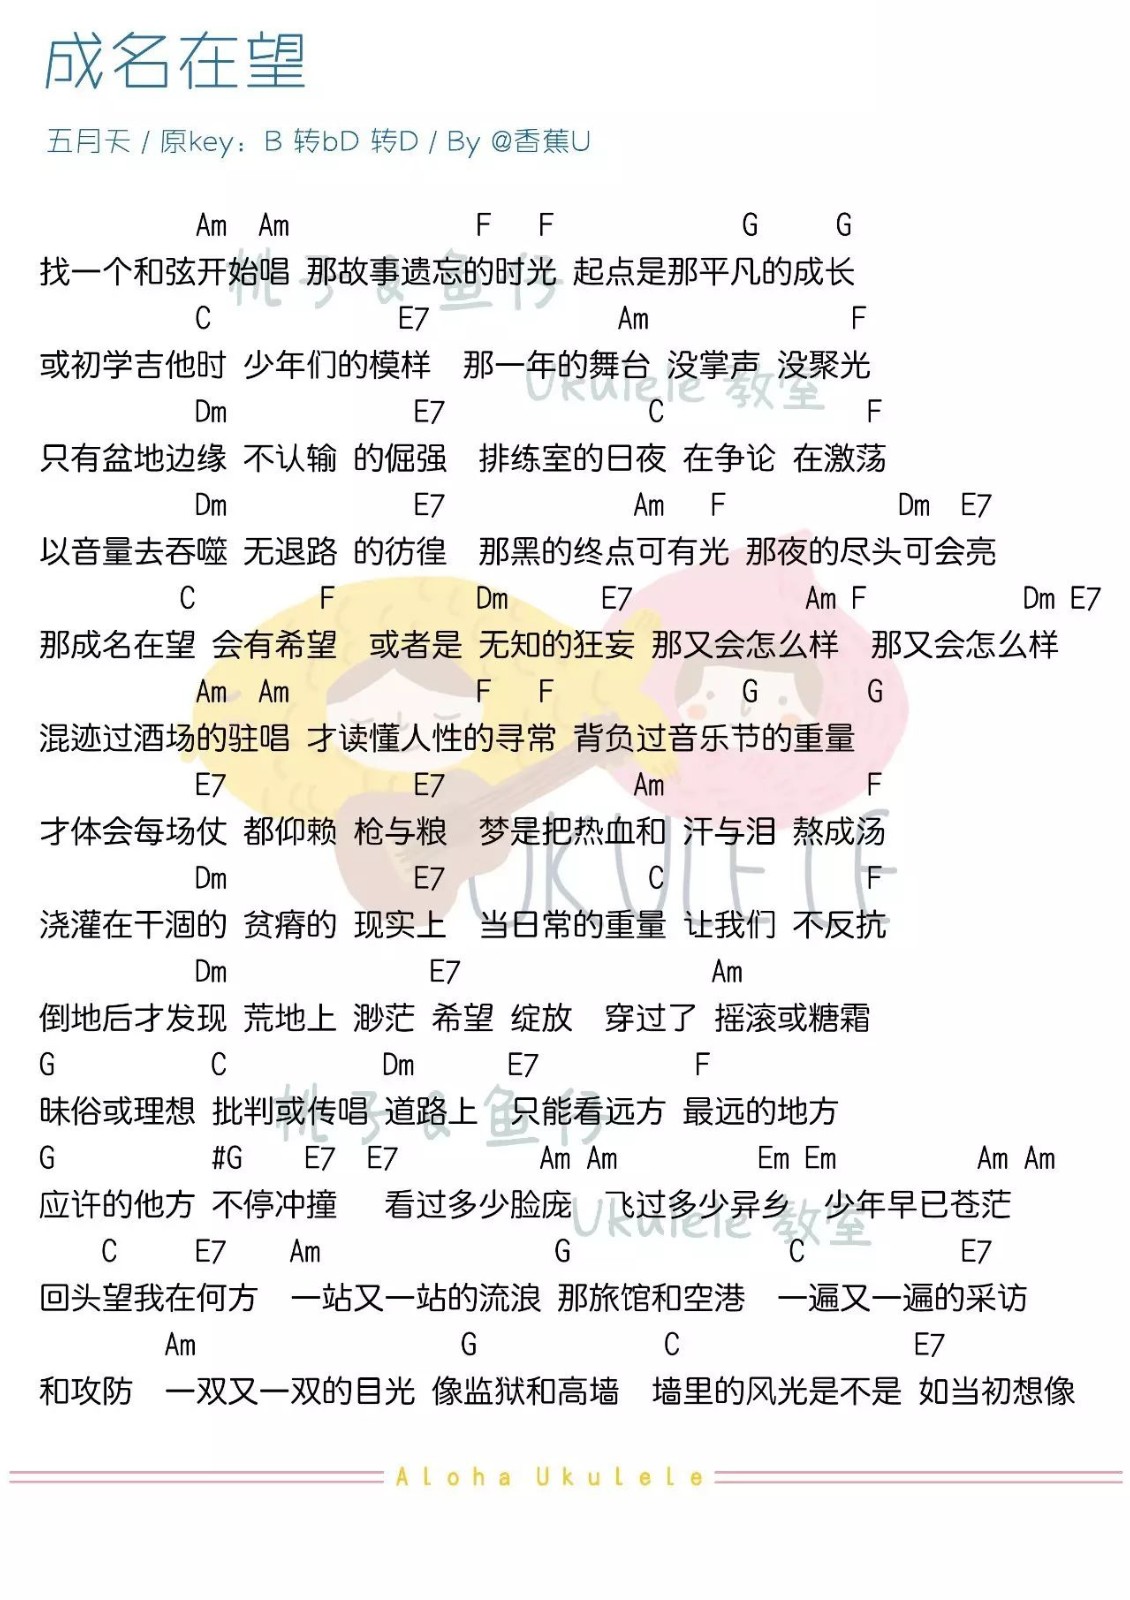 成名在望
五月天 / 原key：B 转bD 转D / By @香蕉U
Am Am F F G G
找一个和弦开始唱 那故事遗忘的时光 起点是那平凡的成长
C E7 Am F
或初学吉他时 少年们的模样 那一年的舞台 没掌声 没聚光
Dm E7 C F
只有盆地边缘 不认输 的倔强 排练室的日夜 在争论 在激荡
Dm E7 Am F Dm E7
以音量去吞噬 无退路 的彷徨 那黑的终点可有光 那夜的尽头可会亮
C F Dm E7 Am F Dm E7
那成名在望 会有希望 或者是 无知的狂妄 那又会怎么样 那又会怎么样
Am Am F F G G
混迹过酒场的驻唱 才读懂人性的寻常 背负过音乐节的重量
E7 E7 Am F
才体会每场仗 都仰赖 枪与粮 梦是把热血和 汗与泪 熬成汤
Dm E7 C F
浇灌在干涸的 贫瘠的 现实上 当日常的重量 让我们 不反抗
Dm E7 Am
倒地后才发现 荒地上 渺茫 希望 绽放 穿过了 摇滚或糖霜
G C Dm E7 F
昧俗或理想 批判或传唱 道路上 只能看远方 最远的地方
G #G E7 E7 Am Am Em Em Am Am
应许的他方 不停冲撞 看过多少脸庞 飞过多少异乡 少年早已苍茫
C E7 Am G C E7
回头望我在何方 一站又一站的流浪 那旅馆和空港 一遍又一遍的采访
Am G C E7
和攻防 一双又一双的目光 像监狱和高墙 墙里的风光是不是 如当初想像
Aloha Ukulele
桃子&鱼仔
Ukulele 教室
UKULELE
桃子&鱼仔
Ukulele 教室